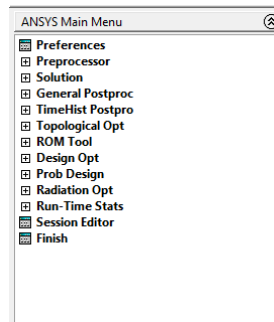 ANSYS Main Menu
Preferences
Preprocessor
Solution
General Postproc
TimeHist Postpro
Topological Opt
ROM Tool
Design Opt
Prob Design
Radiation Opt
Run-Time Stats
Session Editor
Finish